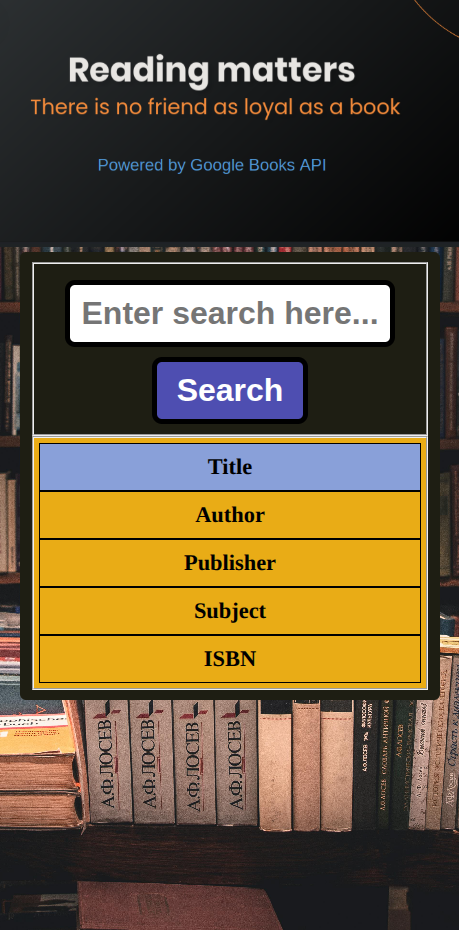 Reading matters
There is no friend as loyal as a book
Powered by Google Books API
Enter search here...
Search
Title
Author
Publisher
Subject
ISBN
А.Ф.ЛОСЕВ
А.Ф.ЛОСЕВ
А.Ф.ЛОСЕВ
А.Ф.ЛОСЕВ